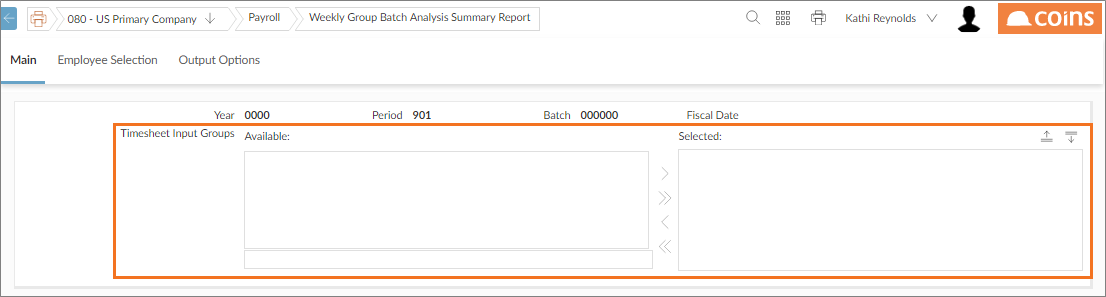 080 - US Primary Company Payroll Weekly Group Batch Analysis Summary Report Kathi Reynolds coins
Main Employee Selection Output Options
Year 0000 Period 901 Batch 000000 Fiscal Date
Timesheet Input Groups Available: Selected: